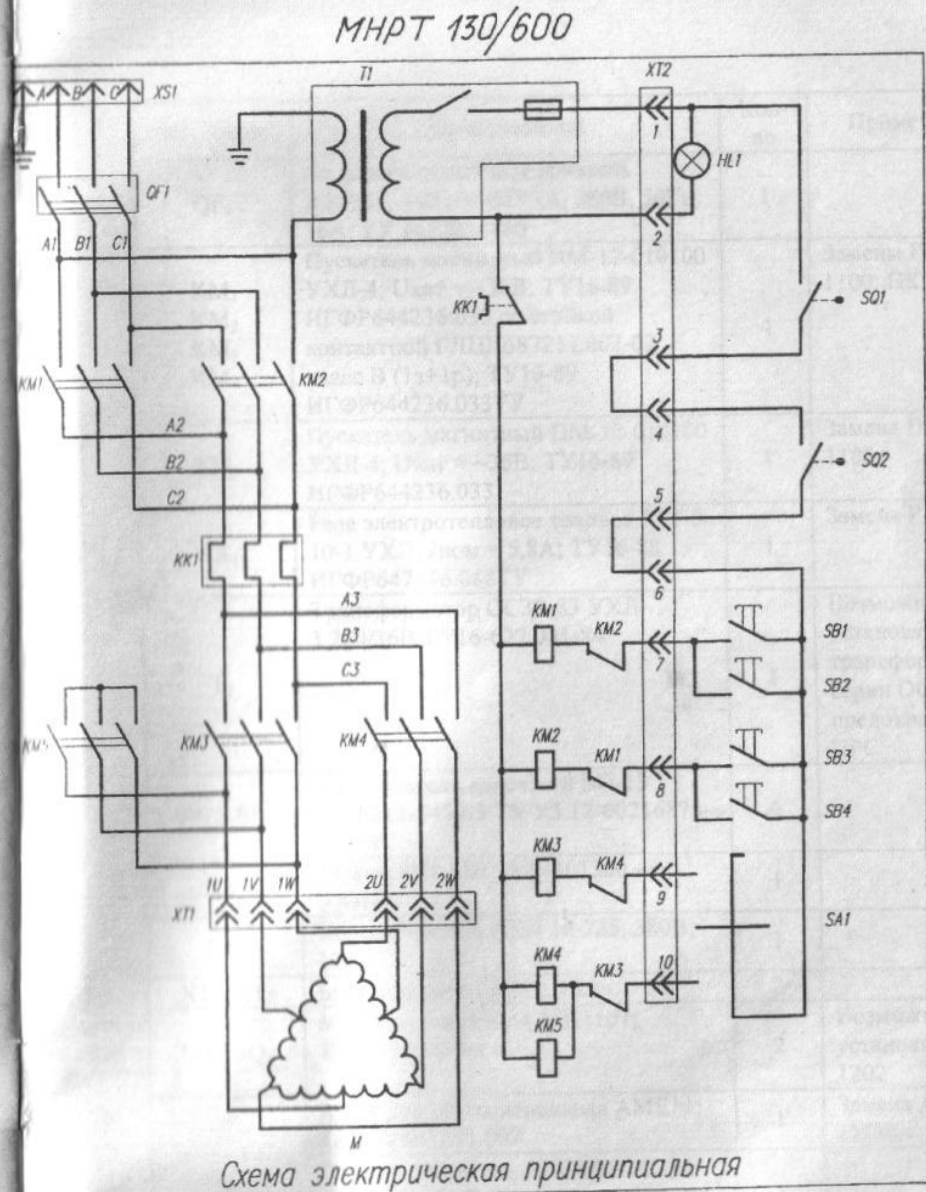 МНРТ 130/600
T1
XT2
A B C XS1
1
HL1
QF1
A1 B1 C1
2
KK1
SQ1
3
KM1
KM2
A2
4
B2
SQ2
C2
5
KK1
6
A3
KM1
KM2
SB1
B3
7
C3
SB2
KM5
KM3
KM4
KM2
KM1
SB3
8
SB4
KM3
KM4
1U 1V 1W 2U 2V 2W
9
XT1
SA1
KM4
KM3
10
KM5
M
Схема электрическая принципиальная